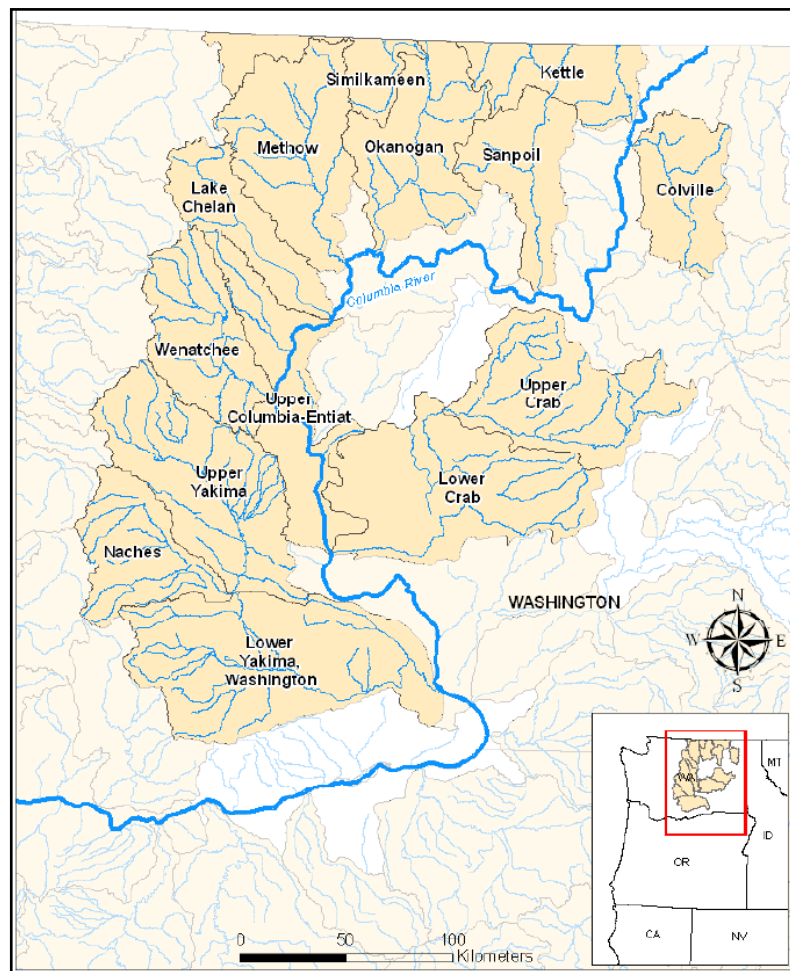 Similkameen
Kettle
Methow
Okanogan
Sanpoil
Lake
Chelan
Colville
Columbia River
Wenatchee
Upper
Columbia-Entiat
Upper
Crab
Upper
Yakima
Lower
Crab
Naches
WASHINGTON
N
W
E
S
Lower
Yakima,
Washington
WA
MT
ID
OR
CA
NV
0
50
100
Kilometers